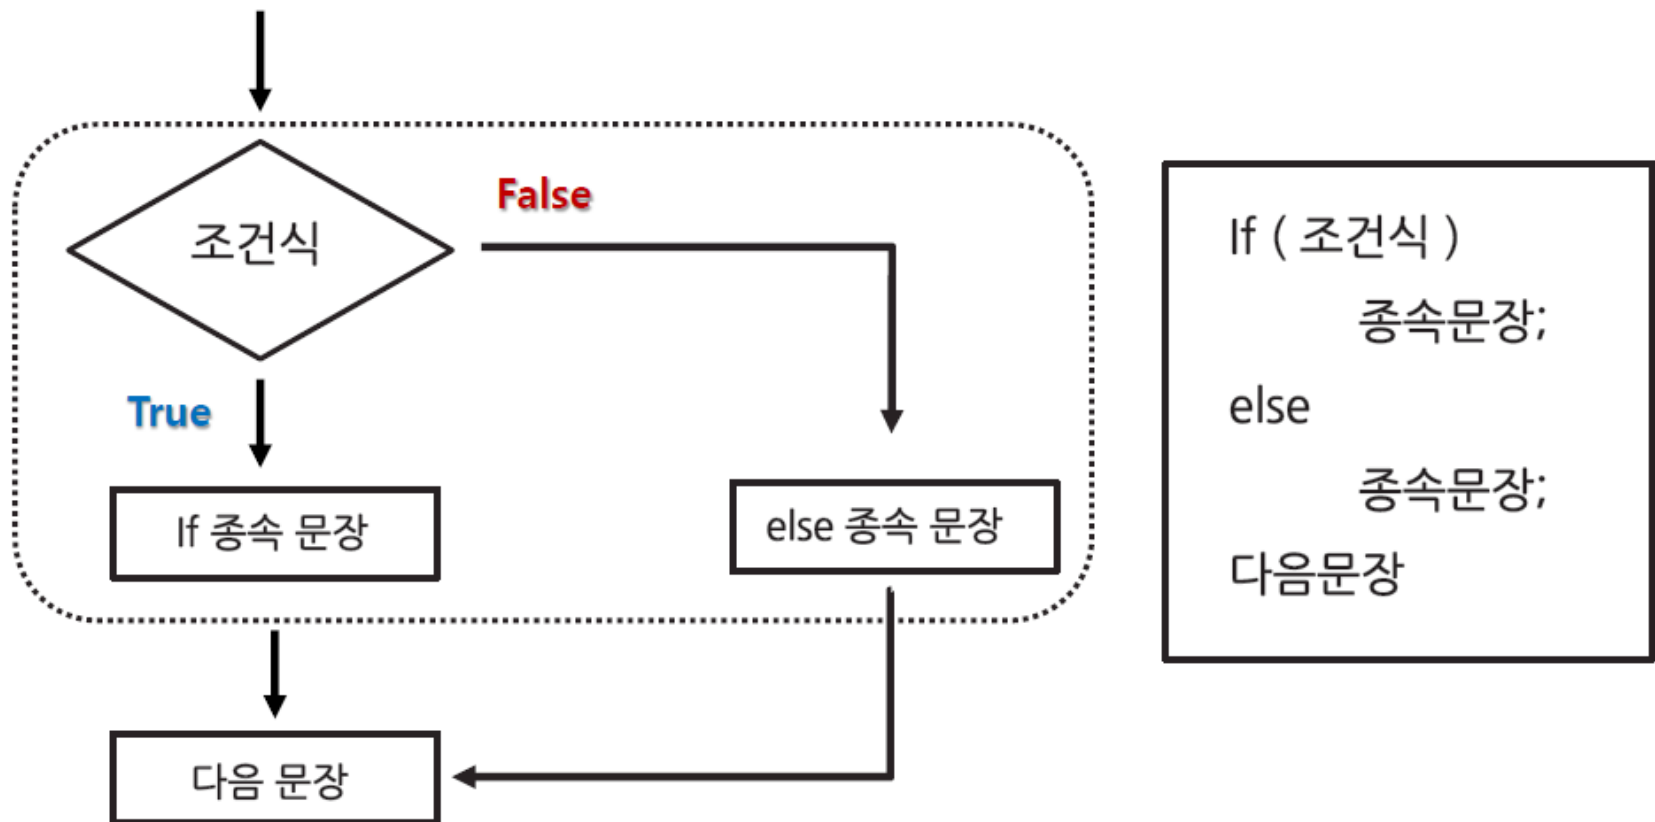 조건식
False
True
If 종속 문장
else 종속 문장
다음 문장
If ( 조건식 )
종속문장;
else
종속문장;
다음문장